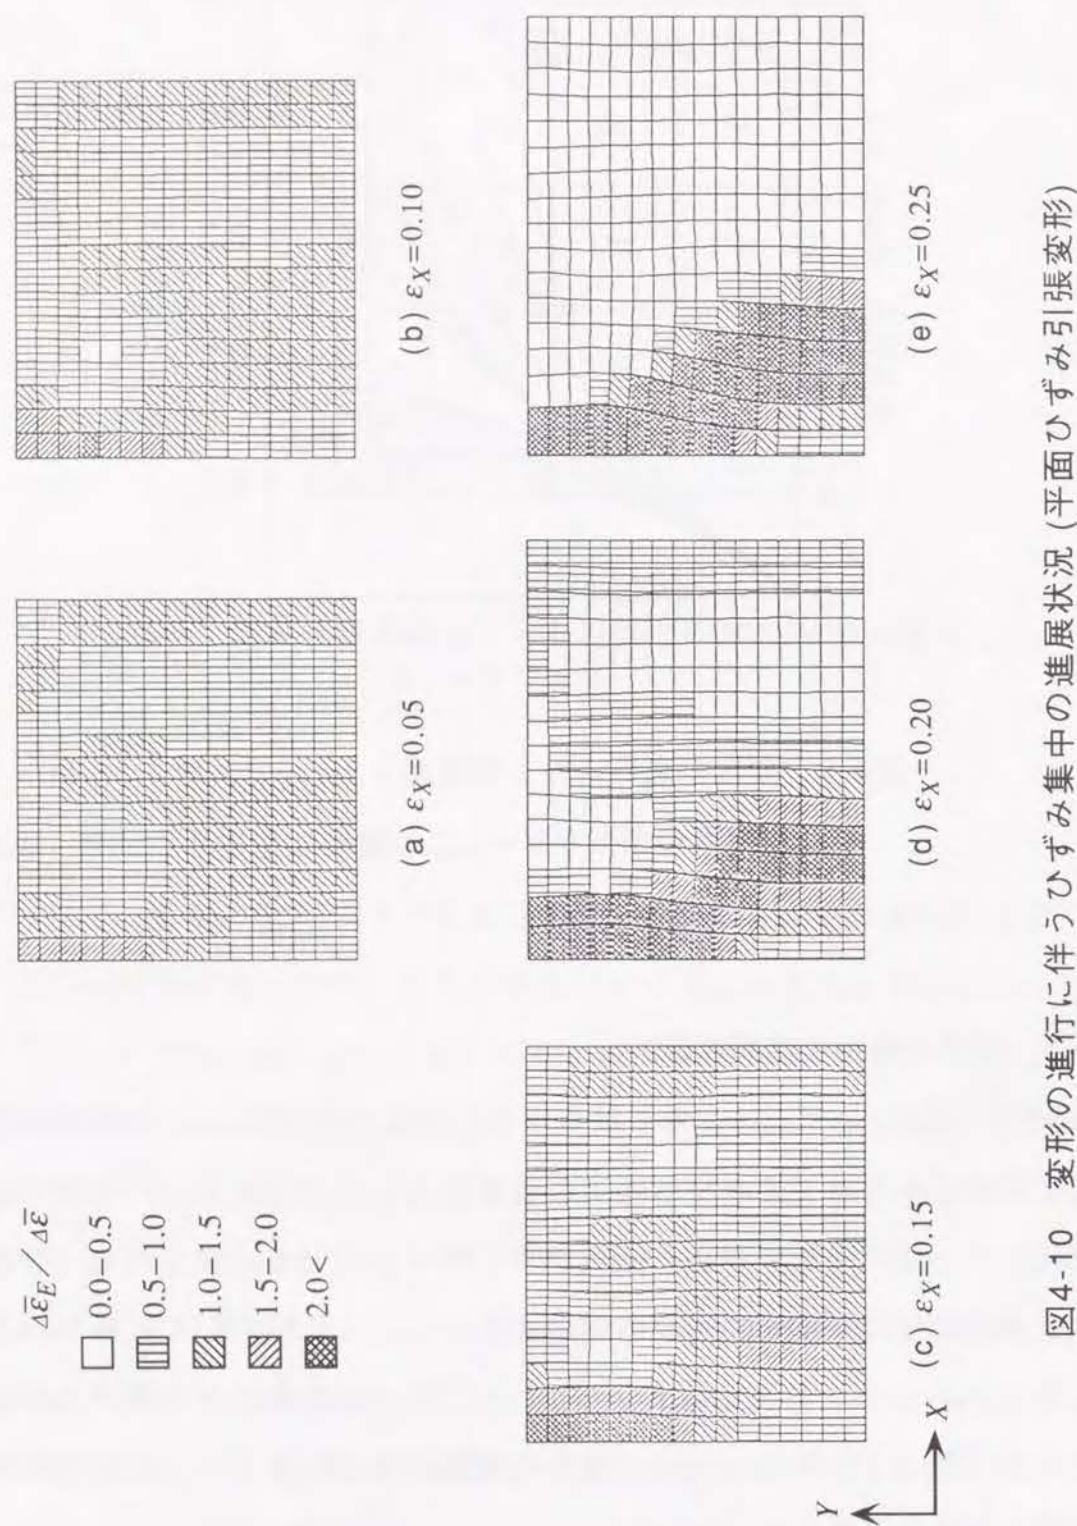 Δε̄_E / Δε̄
0.0−0.5
0.5−1.0
1.0−1.5
1.5−2.0
2.0<
(a) ε_X=0.05
(b) ε_X=0.10
(c) ε_X=0.15
(d) ε_X=0.20
(e) ε_X=0.25
Y
X
図4-10 変形の進行に伴うひずみ集中の進展状況 (平面ひずみ引張変形)